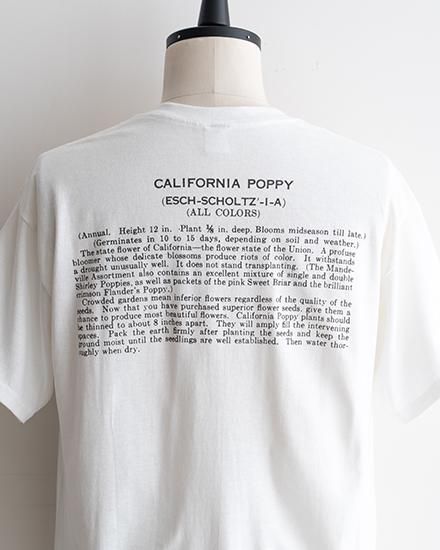 CALIFORNIA POPPY
(ESCH-SCHOLTZ'-I-A)
(ALL COLORS)
(Annual. Height 12 in. Plant ⅛ in. deep. Blooms midseason till late.)
(Germinates in 10 to 15 days, depending on soil and weather.)
The state flower of California—the flower state of the Union. A profuse
bloomer whose delicate blossoms produce riots of color. It withstands
a drought unusually well. It does not stand transplanting. (The Mande-
ville Assortment also contains an excellent mixture of single and double
Shirley Poppies, as well as packets of the pink Sweet Briar and the brilliant
crimson Flander's Poppy.)
Crowded gardens mean inferior flowers regardless of the quality of the
seeds. Now that you have purchased superior flower seeds, give them a
chance to produce most beautiful flowers. California Poppy plants should
be thinned to about 8 inches apart. They will amply fill the intervening
spaces. Pack the earth firmly after planting the seeds and keep the
ground moist until the seedlings are well established. Then water thor-
oughly when dry.